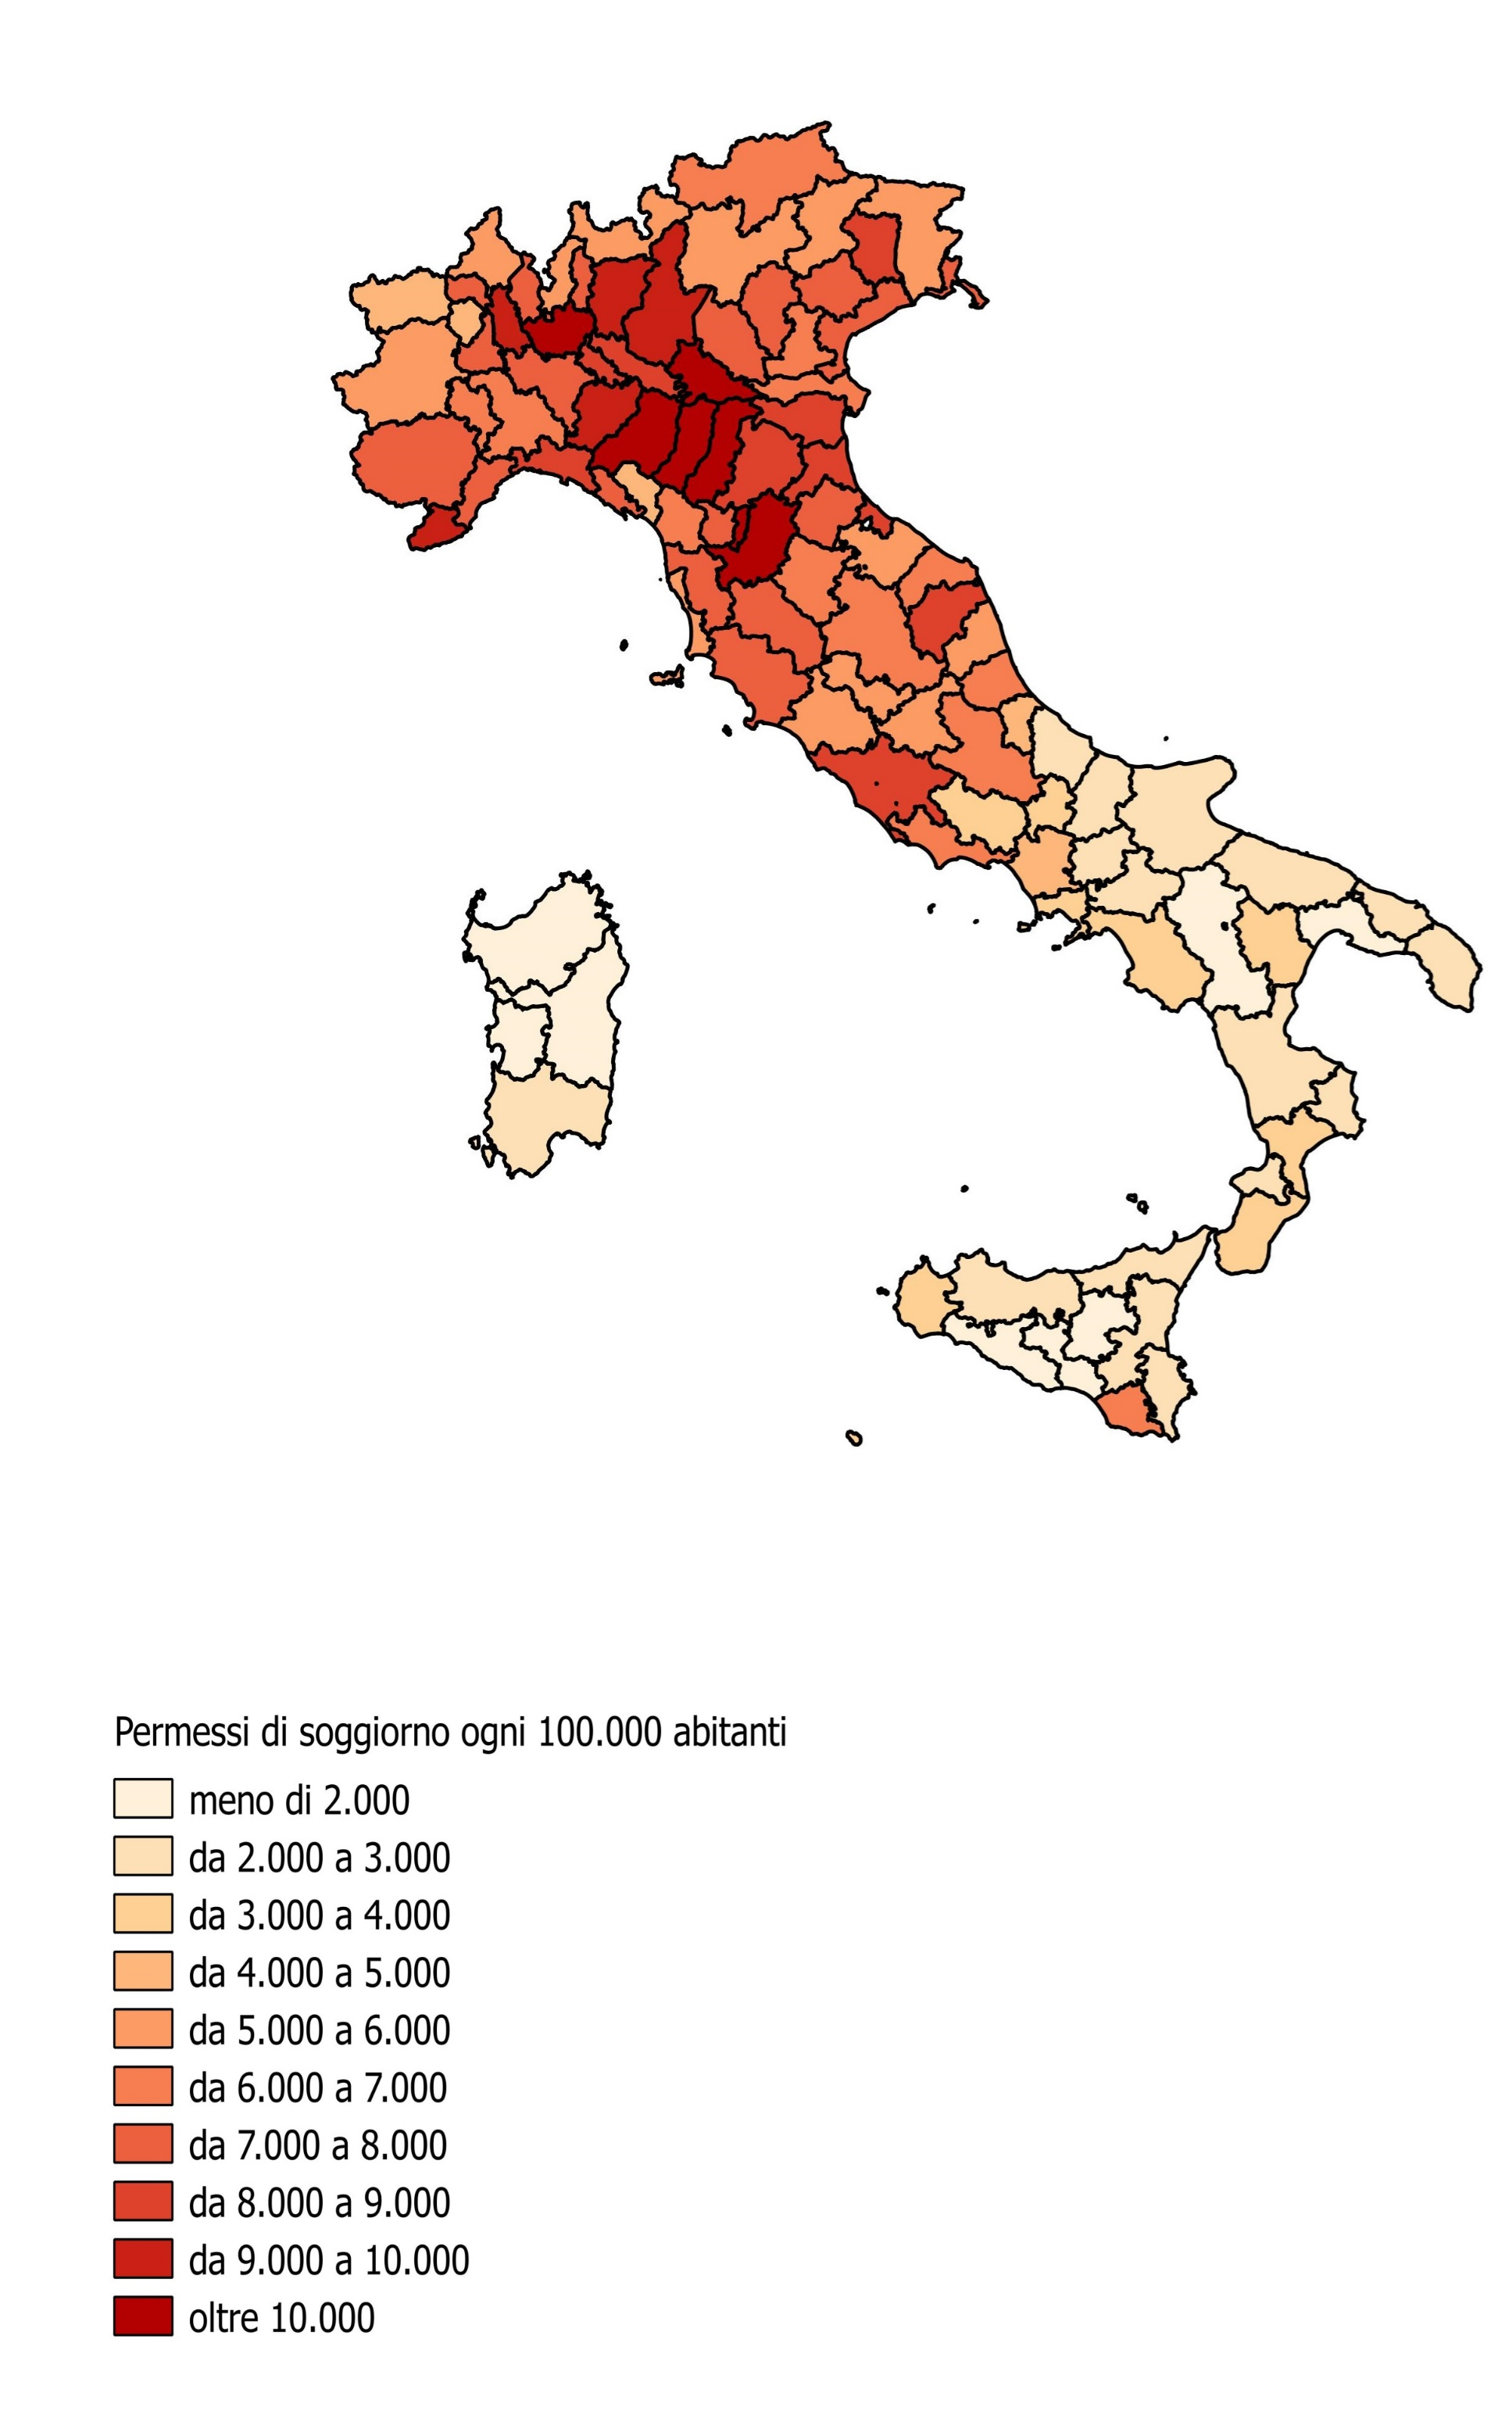 Permessi di soggiorno ogni 100.000 abitanti
meno di 2.000
da 2.000 a 3.000
da 3.000 a 4.000
da 4.000 a 5.000
da 5.000 a 6.000
da 6.000 a 7.000
da 7.000 a 8.000
da 8.000 a 9.000
da 9.000 a 10.000
oltre 10.000